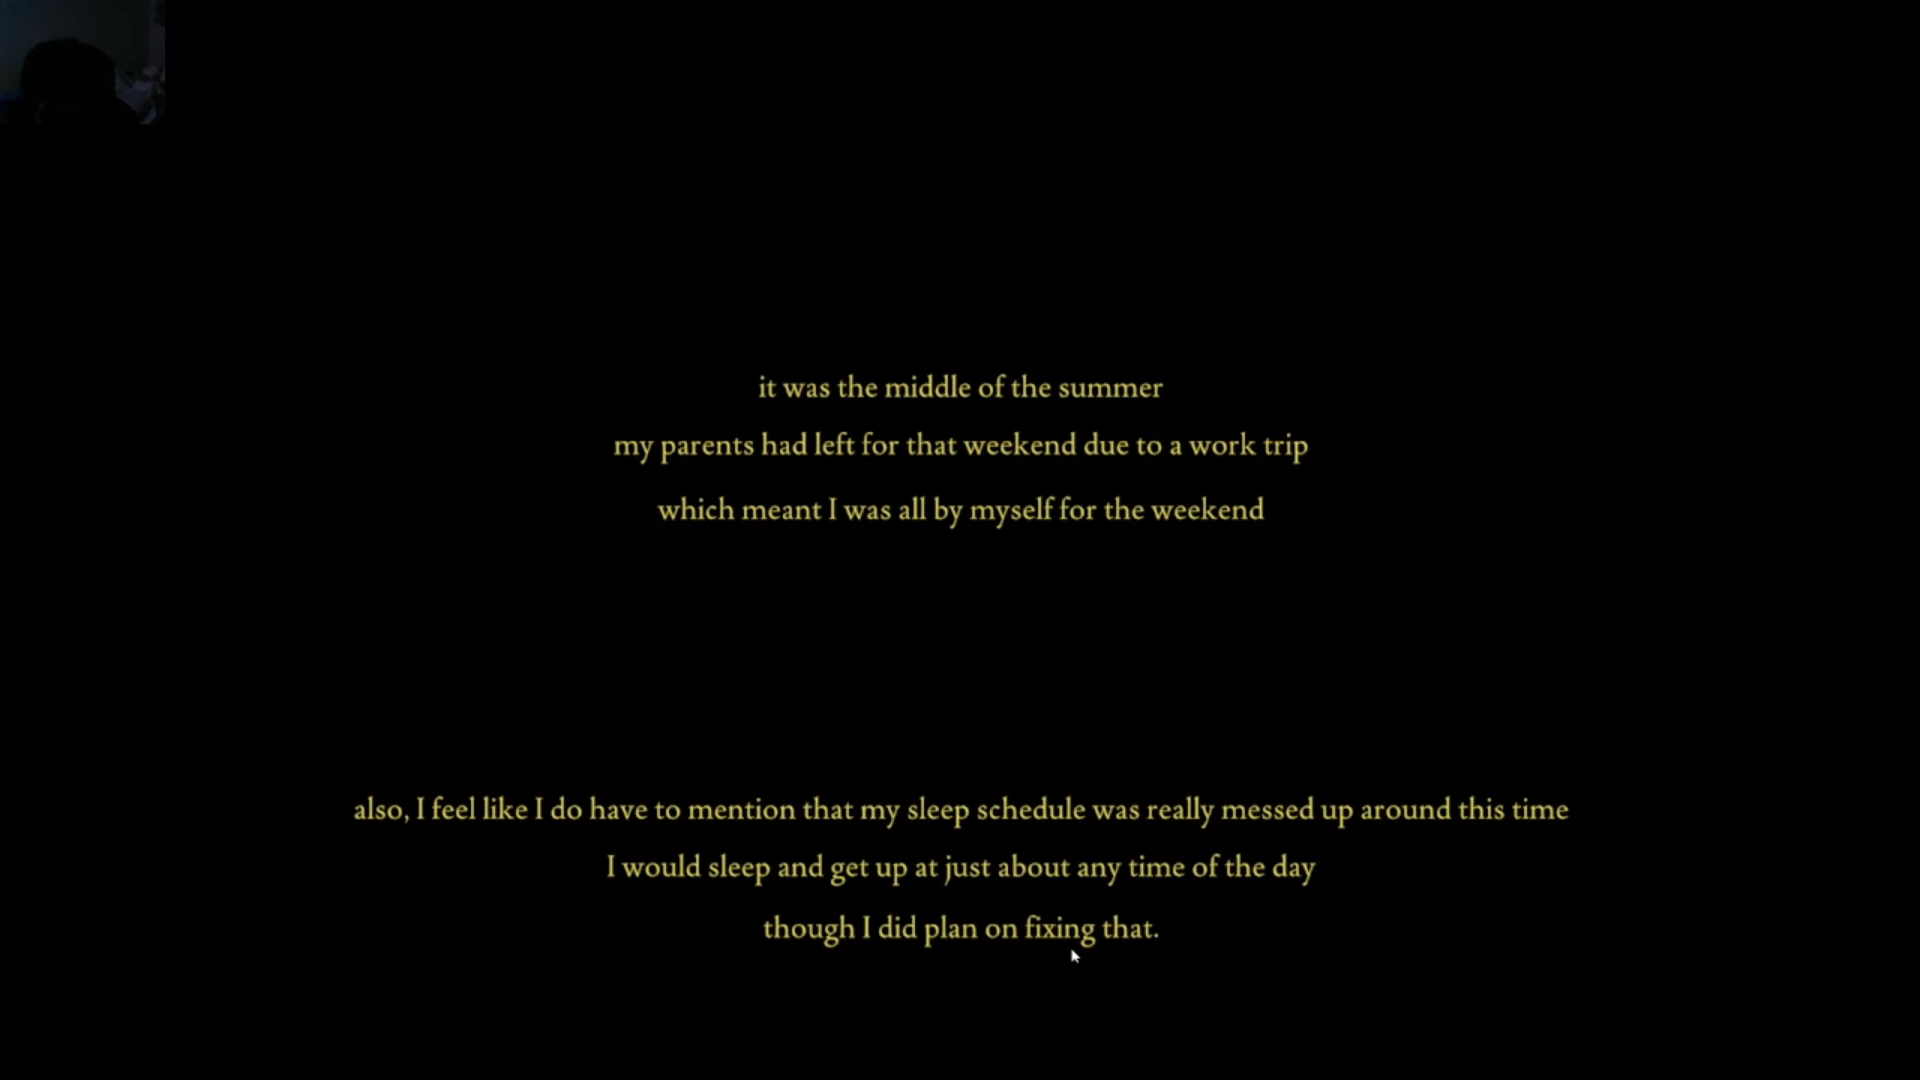 it was the middle of the summer
my parents had left for that weekend due to a work trip
which meant I was all by myself for the weekend
also, I feel like I do have to mention that my sleep schedule was really messed up around this time
I would sleep and get up at just about any time of the day
though I did plan on fixing that.